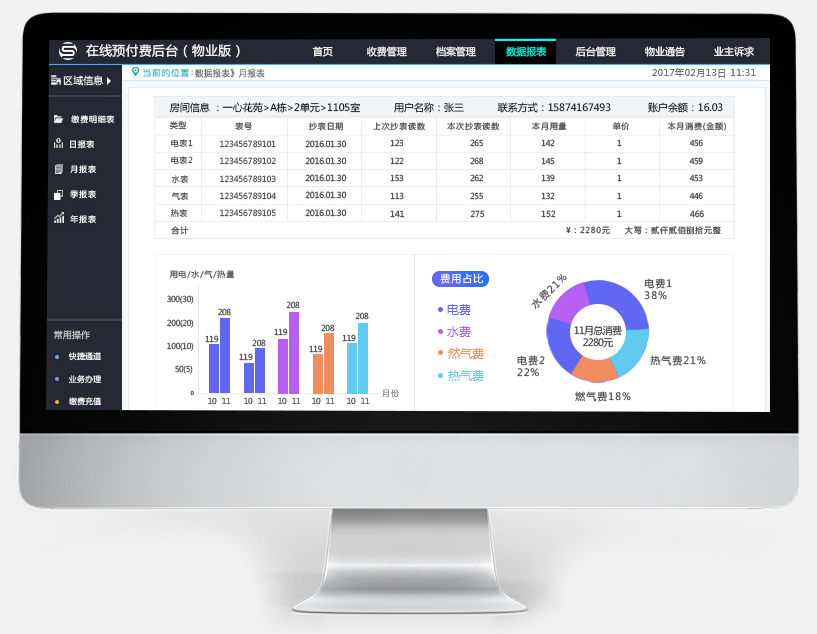 在线预付费后台（物业版） 首页 收费管理 档案管理 数据报表 后台管理 物业通告 业主诉求
区域信息
当前的位置:数据报表》月报表 2017年02月13日 11:31
缴费明细表
日报表
月报表
季报表
年报表
房间信息 ：一心花苑>A栋>2单元>1105室 用户名称：张三 联系方式：15874167493 账户余额：16.03
类型 表号 抄表日期 上次抄表读数 本次抄表读数 本月用量 单价 本月消费(金额)
电表1 123456789101 2016.01.30 123 265 142 1 456
电表2 123456789102 2016.01.30 122 268 145 1 459
水表 123456789103 2016.01.30 153 262 139 1 453
气表 123456789104 2016.01.30 113 255 132 1 446
热表 123456789105 2016.01.30 141 275 152 1 466
合计 ¥：2280元 大写：贰仟贰佰捌拾元整
用电/水/气/热量
300(30)
200(20)
100(10)
50(5)
0
119 208
119 208
119 208
119 208
119 208
10 11 10 11 10 11 10 11 10 11 月份
费用占比
电费
水费
然气费
热气费
水费21%
电费1
38%
11月总消费
2280元
电费2
22%
热气费21%
燃气费18%
常用操作
快捷通道
业务办理
缴费充值